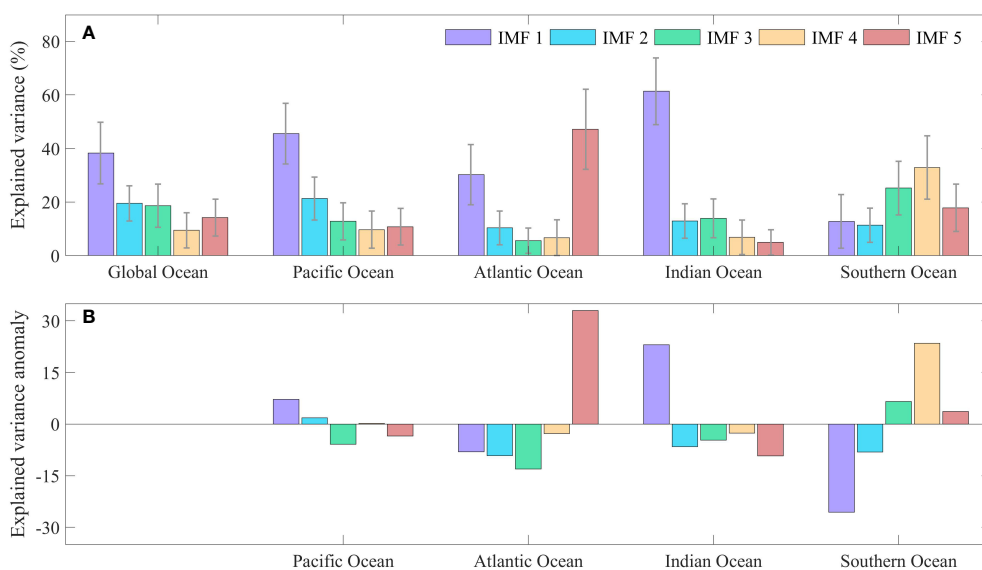 A
IMF 1 IMF 2 IMF 3 IMF 4 IMF 5
Explained variance (%)
80
60
40
20
0
Global Ocean Pacific Ocean Atlantic Ocean Indian Ocean Southern Ocean
B
Explained variance anomaly
30
15
0
-15
-30
Pacific Ocean Atlantic Ocean Indian Ocean Southern Ocean